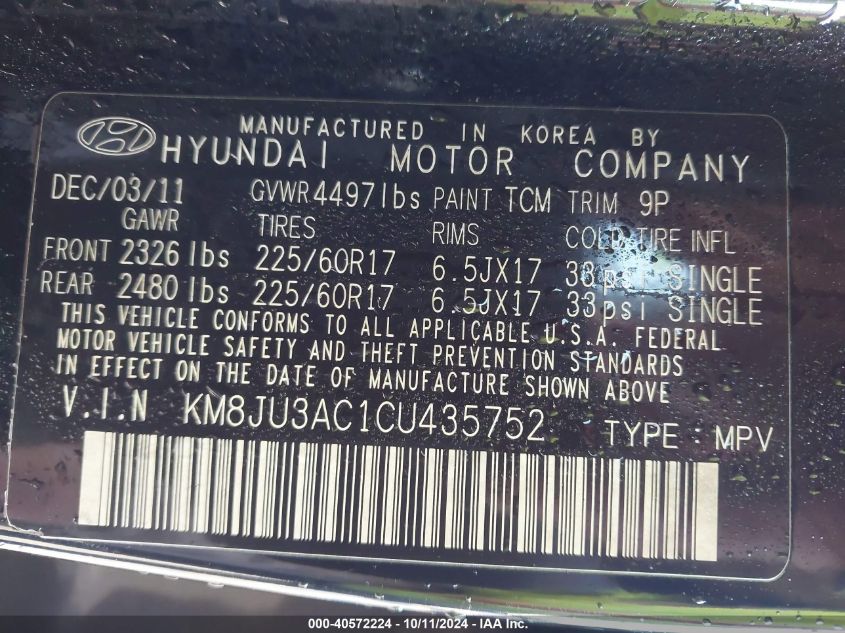 MANUFACTURED IN KOREA BY
HYUNDAI MOTOR COMPANY
DEC/03/11 GVWR 4497 lbs PAINT TCM TRIM 9P
GAWR TIRES RIMS COLD TIRE INFL
FRONT 2326 lbs 225/60R17 6.5JX17 33psi SINGLE
REAR 2480 lbs 225/60R17 6.5JX17 33psi SINGLE
THIS VEHICLE CONFORMS TO ALL APPLICABLE U.S.A. FEDERAL
MOTOR VEHICLE SAFETY AND THEFT PREVENTION STANDARDS
IN EFFECT ON THE DATE OF MANUFACTURE SHOWN ABOVE
V.I.N KM8JU3AC1CU435752 TYPE : MPV
000-40572224 - 10/11/2024 - IAA Inc.